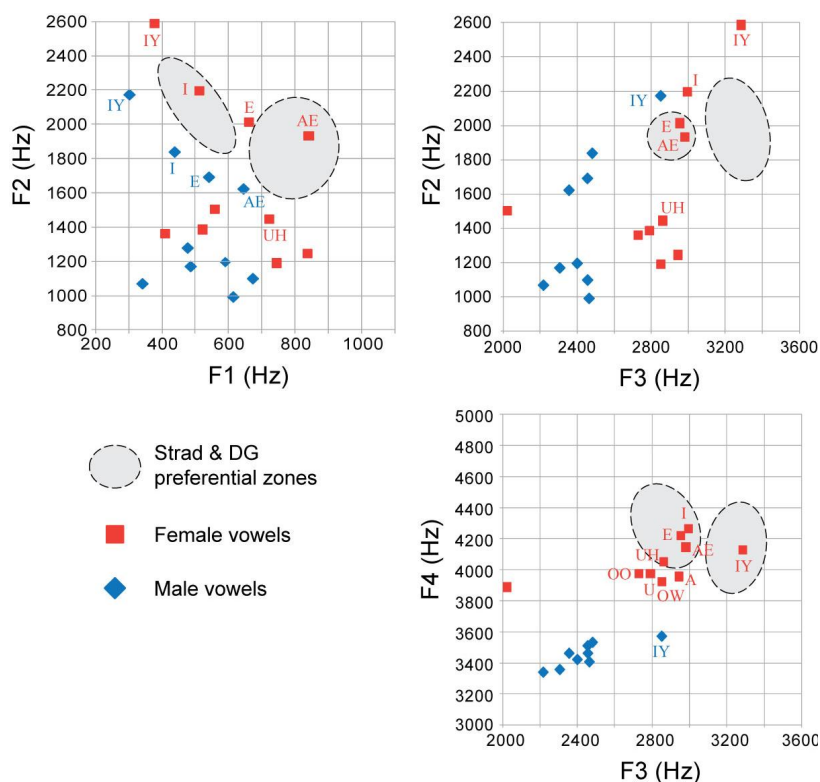 2600
2400
2200
2000
1800
1600
1400
1200
1000
800
F2 (Hz)
200 400 600 800 1000
F1 (Hz)
IY
I
E
AE
IY
I
E
AE
UH
2600
2400
2200
2000
1800
1600
1400
1200
1000
800
F2 (Hz)
2000 2400 2800 3200 3600
F3 (Hz)
IY
I
IY
E
AE
UH
Strad & DG
preferential zones
Female vowels
Male vowels
5000
4800
4600
4400
4200
4000
3800
3600
3400
3200
3000
F4 (Hz)
2000 2400 2800 3200 3600
F3 (Hz)
I
E
AE
UH
IY
OO
U
A
OW
IY